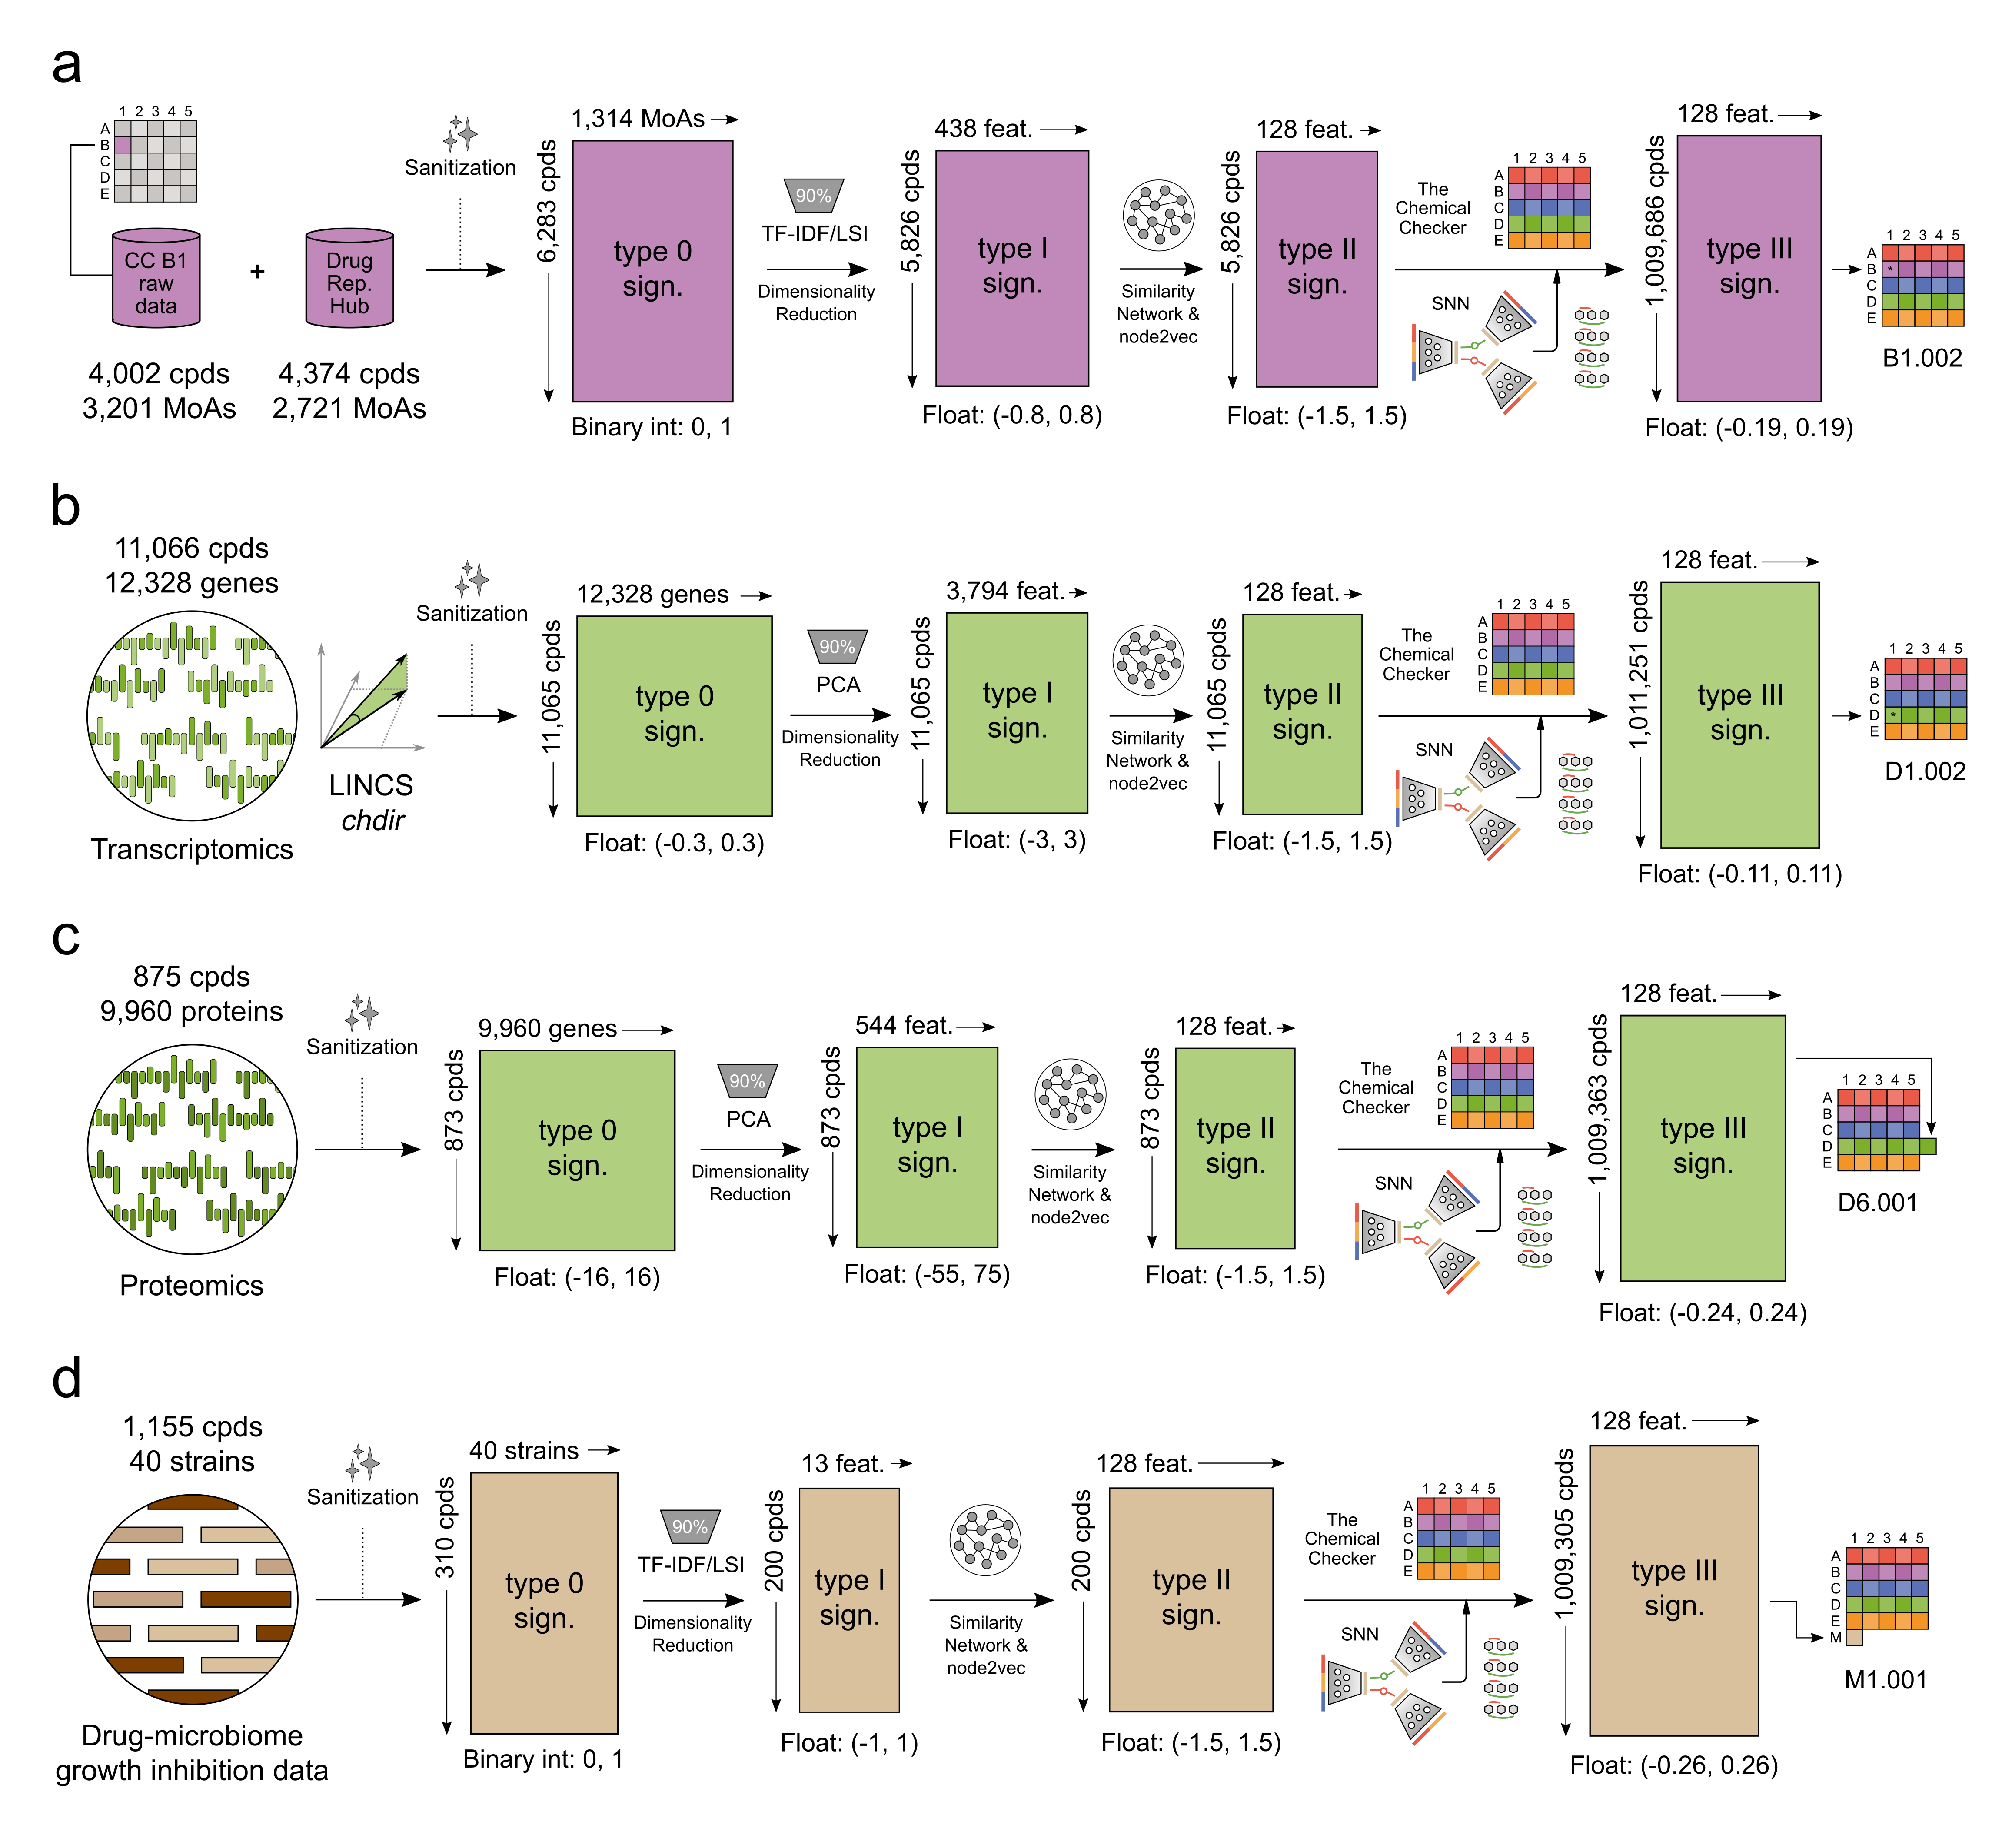 a
1 2 3 4 5
A
B
C
D
E
CC B1
raw
data
+
Drug
Rep.
Hub
4,002 cpds
3,201 MoAs
4,374 cpds
2,721 MoAs
Sanitization
1,314 MoAs
6,283 cpds
type 0
sign.
Binary int: 0, 1
90%
TF-IDF/LSI
Dimensionality
Reduction
438 feat.
5,826 cpds
type I
sign.
Float: (-0.8, 0.8)
Similarity
Network &
node2vec
128 feat.
5,826 cpds
type II
sign.
Float: (-1.5, 1.5)
The
Chemical
Checker
1 2 3 4 5
A
B
C
D
E
SNN
128 feat.
1,009,686 cpds
type III
sign.
Float: (-0.19, 0.19)
1 2 3 4 5
A
B *
C
D
E
B1.002
b
11,066 cpds
12,328 genes
Transcriptomics
LINCS
chdir
Sanitization
12,328 genes
11,065 cpds
type 0
sign.
Float: (-0.3, 0.3)
90%
PCA
Dimensionality
Reduction
3,794 feat.
11,065 cpds
type I
sign.
Float: (-3, 3)
Similarity
Network &
node2vec
128 feat.
11,065 cpds
type II
sign.
Float: (-1.5, 1.5)
The
Chemical
Checker
1 2 3 4 5
A
B
C
D
E
SNN
128 feat.
1,011,251 cpds
type III
sign.
Float: (-0.11, 0.11)
1 2 3 4 5
A
B
C
D *
E
D1.002
c
875 cpds
9,960 proteins
Proteomics
Sanitization
9,960 genes
873 cpds
type 0
sign.
Float: (-16, 16)
90%
PCA
Dimensionality
Reduction
544 feat.
873 cpds
type I
sign.
Float: (-55, 75)
Similarity
Network &
node2vec
128 feat.
873 cpds
type II
sign.
Float: (-1.5, 1.5)
The
Chemical
Checker
1 2 3 4 5
A
B
C
D
E
SNN
128 feat.
1,009,363 cpds
type III
sign.
Float: (-0.24, 0.24)
1 2 3 4 5
A
B
C
D
E
D6.001
d
1,155 cpds
40 strains
Drug-microbiome
growth inhibition data
Sanitization
40 strains
310 cpds
type 0
sign.
Binary int: 0, 1
90%
TF-IDF/LSI
Dimensionality
Reduction
13 feat.
200 cpds
type I
sign.
Float: (-1, 1)
Similarity
Network &
node2vec
128 feat.
200 cpds
type II
sign.
Float: (-1.5, 1.5)
The
Chemical
Checker
1 2 3 4 5
A
B
C
D
E
SNN
128 feat.
1,009,305 cpds
type III
sign.
Float: (-0.26, 0.26)
1 2 3 4 5
A
B
C
D
E
M
M1.001